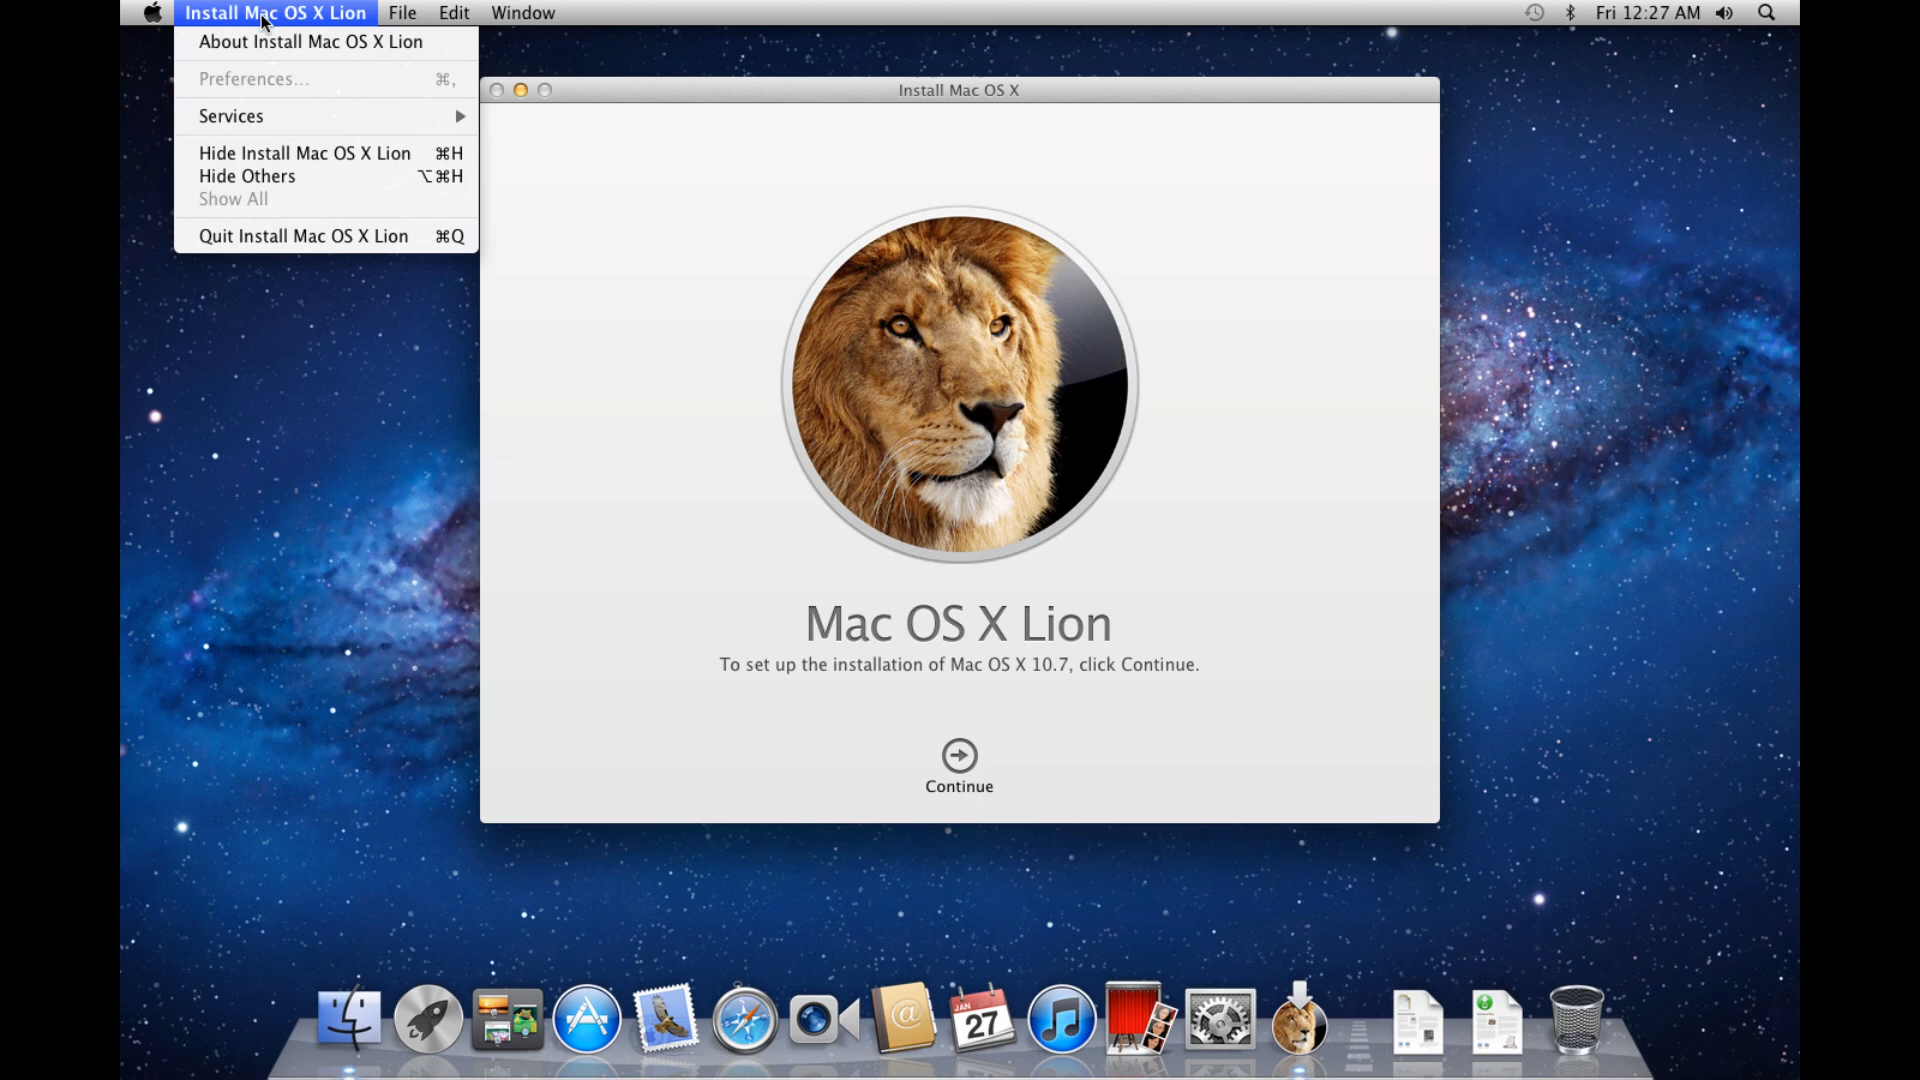 Install Mac OS X Lion File Edit Window Fri 12:27 AM
About Install Mac OS X Lion
Preferences... ⌘,
Services
Hide Install Mac OS X Lion ⌘H
Hide Others ⌥⌘H
Show All
Quit Install Mac OS X Lion ⌘Q
Install Mac OS X
Mac OS X Lion
To set up the installation of Mac OS X 10.7, click Continue.
Continue
@
JAN
27